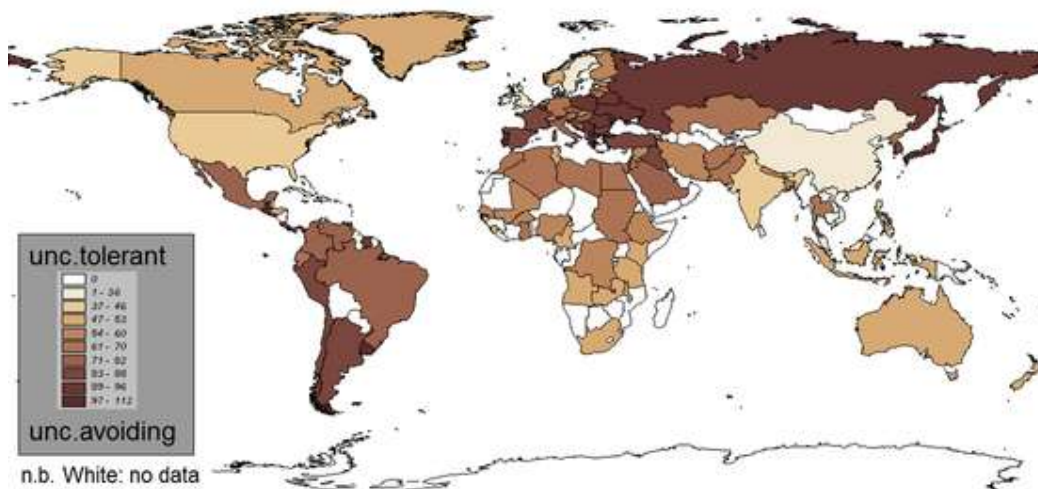 unc.tolerant
0
1 - 36
37 - 46
47 - 53
54 - 60
61 - 70
71 - 82
83 - 88
89 - 96
97 - 112
unc.avoiding
n.b. White: no data